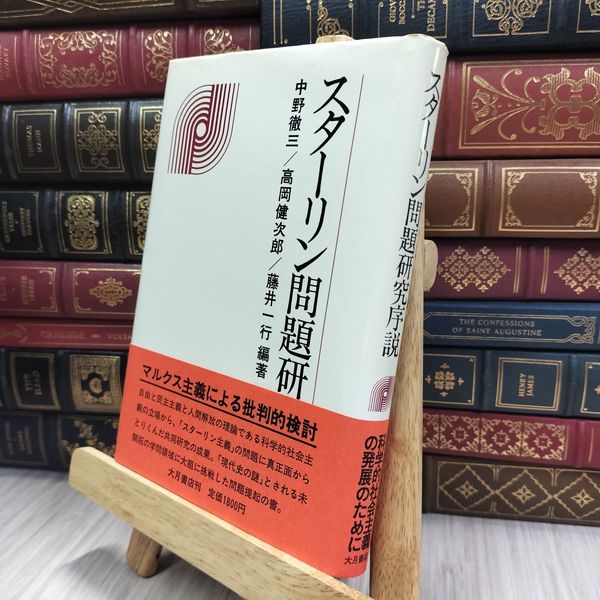 スターリン問題研
中野徹三／高岡健次郎／藤井一行 編著
マルクス主義による批判的検討
自由と民主主義と人間解放の理論である科学的社会主
義の立場から、「スターリン主義」の問題に真正面から
とりくんだ共同研究の成果。「現代史の謎」とされる未
開拓の学問領域に大胆に挑戦した問題提起の書。
大月書店刊 定価1800円
スターリン問題研究序説
科学的社会主義
の発展のために
大月書店
THE CONFESSIONS
OF SAINT AUGUSTINE
HENRY
JAMES
CANDIDE
VOLTAIRE
THOMAS
MANN
THE ILIAD
THE
DECAM